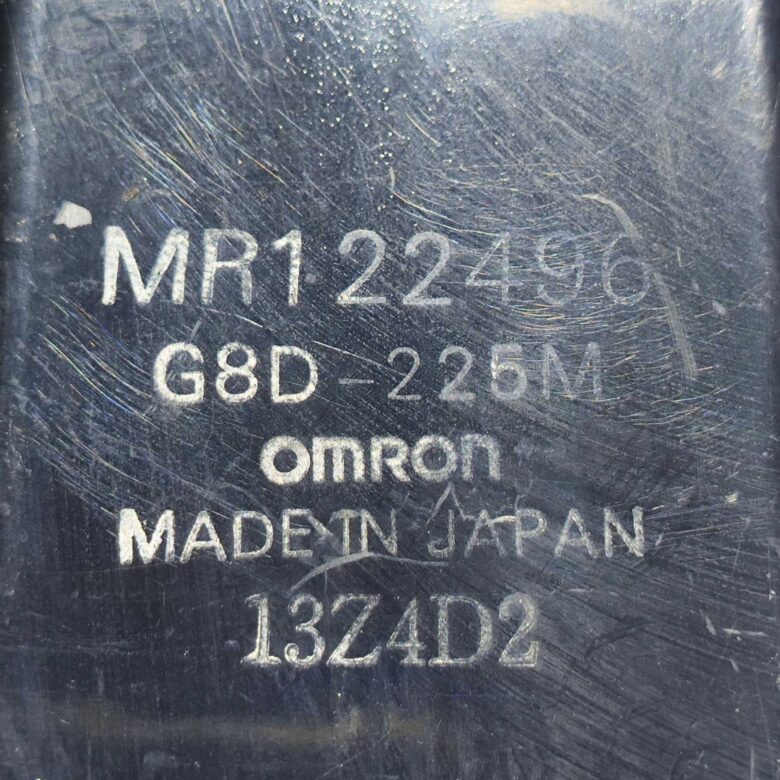 MR122496
G8D-225M
OMRON
MADE IN JAPAN
13Z4D2